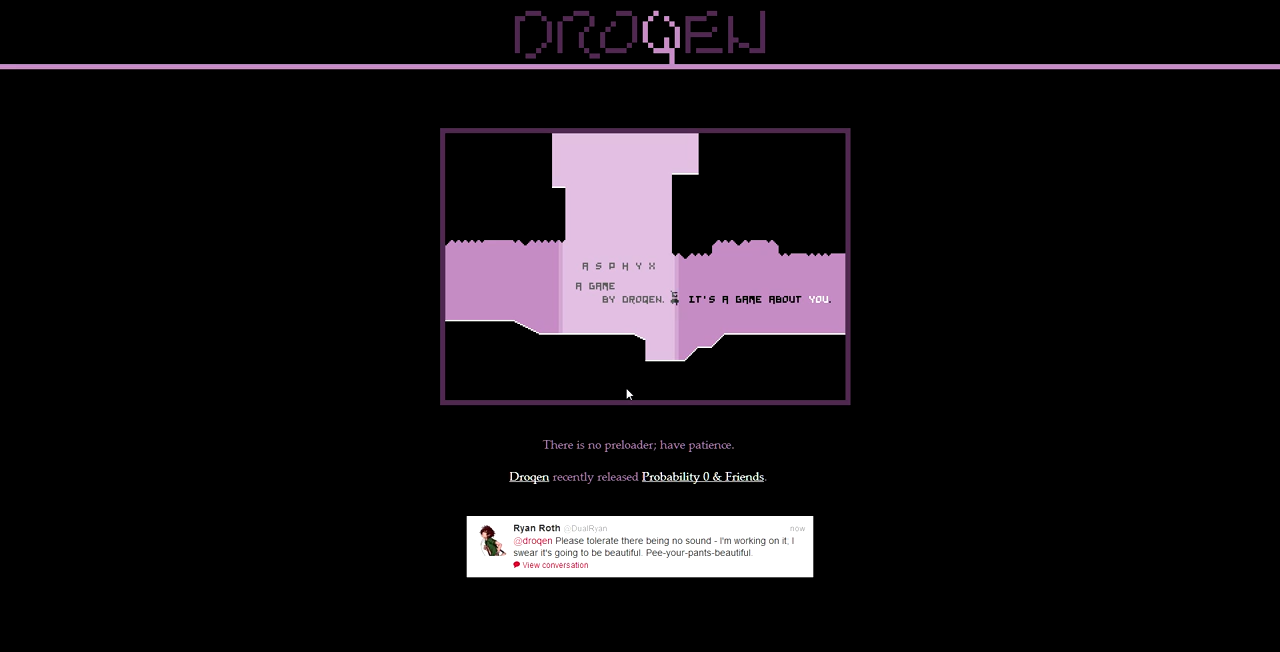 DROQEN
A S P H Y X
A GAME
BY DROQEN. IT'S A GAME ABOUT YOU.
There is no preloader; have patience.
Droqen recently released Probability 0 & Friends.
Ryan Roth @DualRyan now
@droqen Please tolerate there being no sound - I'm working on it, I
swear it's going to be beautiful. Pee-your-pants-beautiful.
View conversation